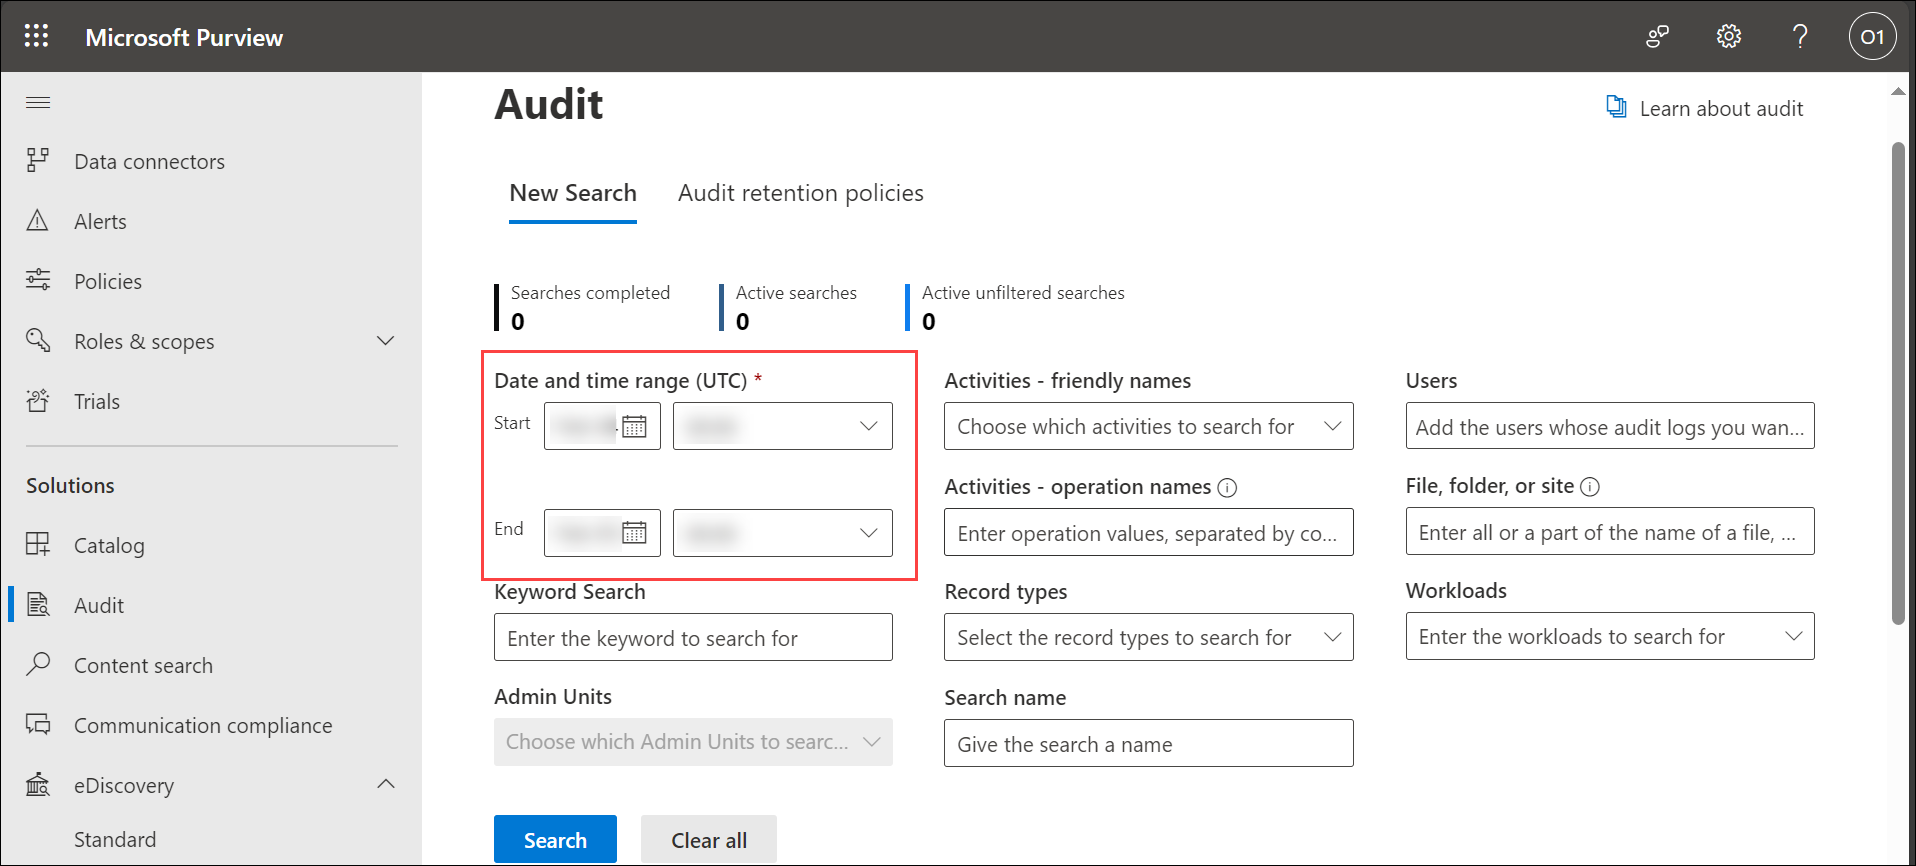 Microsoft Purview
O1
Data connectors
Alerts
Policies
Roles & scopes
Trials
Solutions
Catalog
Audit
Content search
Communication compliance
eDiscovery
Standard
Audit
Learn about audit
New Search
Audit retention policies
Searches completed
0
Active searches
0
Active unfiltered searches
0
Date and time range (UTC) *
Start
End
Activities - friendly names
Choose which activities to search for
Users
Add the users whose audit logs you wan...
Activities - operation names
Enter operation values, separated by co...
File, folder, or site
Enter all or a part of the name of a file, ...
Keyword Search
Enter the keyword to search for
Record types
Select the record types to search for
Workloads
Enter the workloads to search for
Admin Units
Choose which Admin Units to searc...
Search name
Give the search a name
Search
Clear all